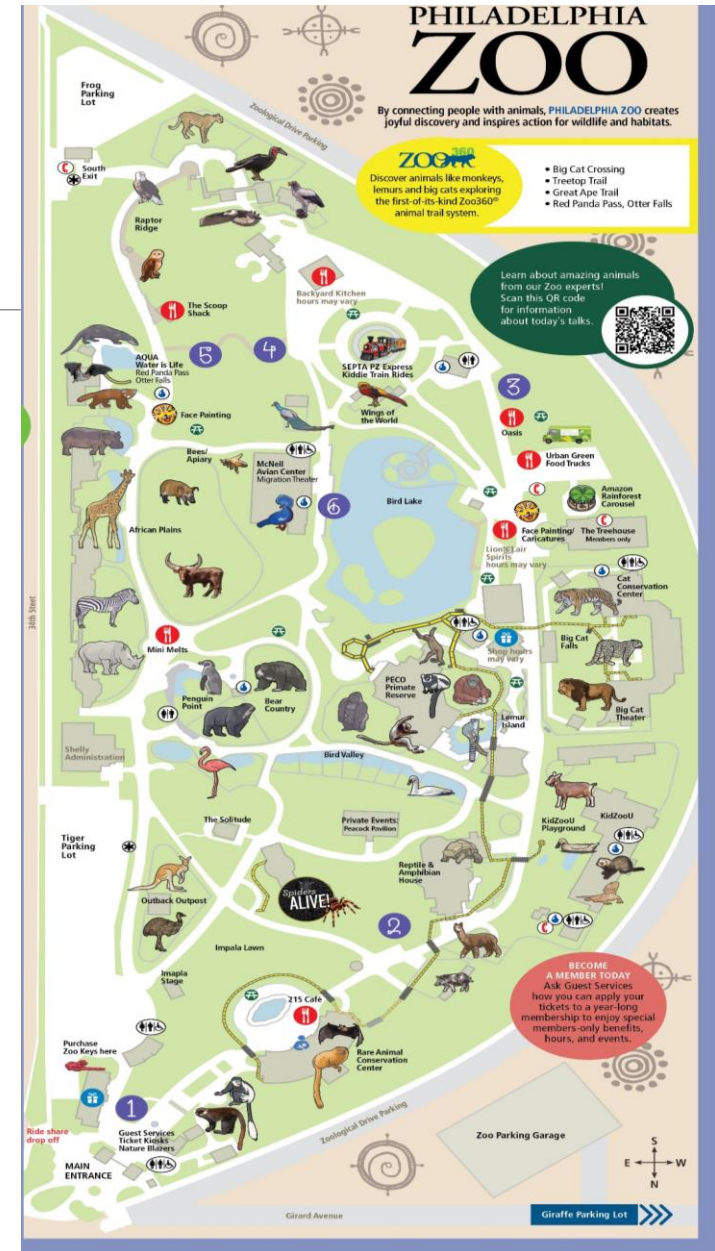 PHILADELPHIA
ZOO
By connecting people with animals, PHILADELPHIA ZOO creates
joyful discovery and inspires action for wildlife and habitats.
ZOO360
Discover animals like monkeys,
lemurs and big cats exploring
the first-of-its-kind Zoo360®
animal trail system.
• Big Cat Crossing
• Treetop Trail
• Great Ape Trail
• Red Panda Pass, Otter Falls
Learn about amazing animals
from our Zoo experts!
Scan this QR code
for information
about today's talks.
Frog
Parking
Lot
Zoological Drive Parking
South
Exit
Raptor
Ridge
The Scoop
Shack
Backyard Kitchen
hours may vary
5
4
3
SEPTA PZ Express
Kiddie Train Rides
AQUA
Water is Life
Red Panda Pass
Otter Falls
Face Painting
Wings of
the World
Oasis
Urban Green
Food Trucks
Bees/
Apiary
McNeil
Avian Center
Migration Theater
6
Bird Lake
Amazon
Rainforest
Carousel
African Plains
Face Painting/
Caricatures
The Treehouse
Members only
Lion's Lair
Spirits
hours may vary
Cat
Conservation
Center
38th Street
Mini Melts
Shop hours
may vary
Big Cat
Falls
Penguin
Point
Bear
Country
PECO
Primate
Reserve
Big Cat
Theater
Lemur
Island
Shelly
Administration
Bird Valley
The Solitude
Private Events:
Peacock Pavilion
KidZooU
Playground
KidZooU
Tiger
Parking
Lot
Reptile &
Amphibian
House
Outback Outpost
Spiders
ALIVE!
2
Impala Lawn
Imapla
Stage
215 Café
BECOME
A MEMBER TODAY
Ask Guest Services
how you can apply your
tickets to a year-long
membership to enjoy special
members-only benefits,
hours, and events.
Purchase
Zoo Keys here
Rare Animal
Conservation
Center
1
Ride share
drop off
Guest Services
Ticket Kiosks
Nature Blazers
Zoological Drive Parking
Zoo Parking Garage
MAIN
ENTRANCE
S
E W
N
Girard Avenue
Giraffe Parking Lot